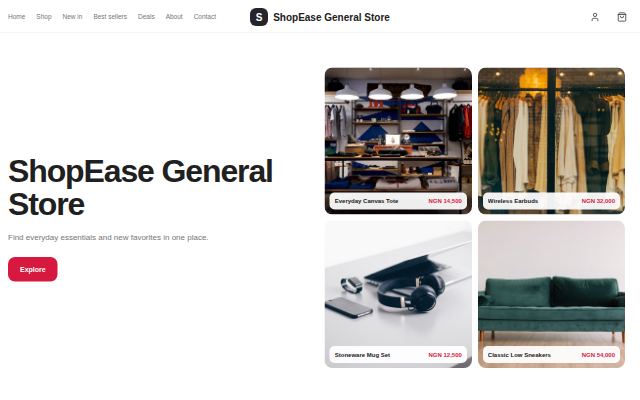 Home Shop New in Best sellers Deals About Contact
S ShopEase General Store
ShopEase General
Store
Find everyday essentials and new favorites in one place.
Explore
Everyday Canvas Tote NGN 14,500
Wireless Earbuds NGN 32,000
Stoneware Mug Set NGN 12,500
Classic Low Sneakers NGN 54,000